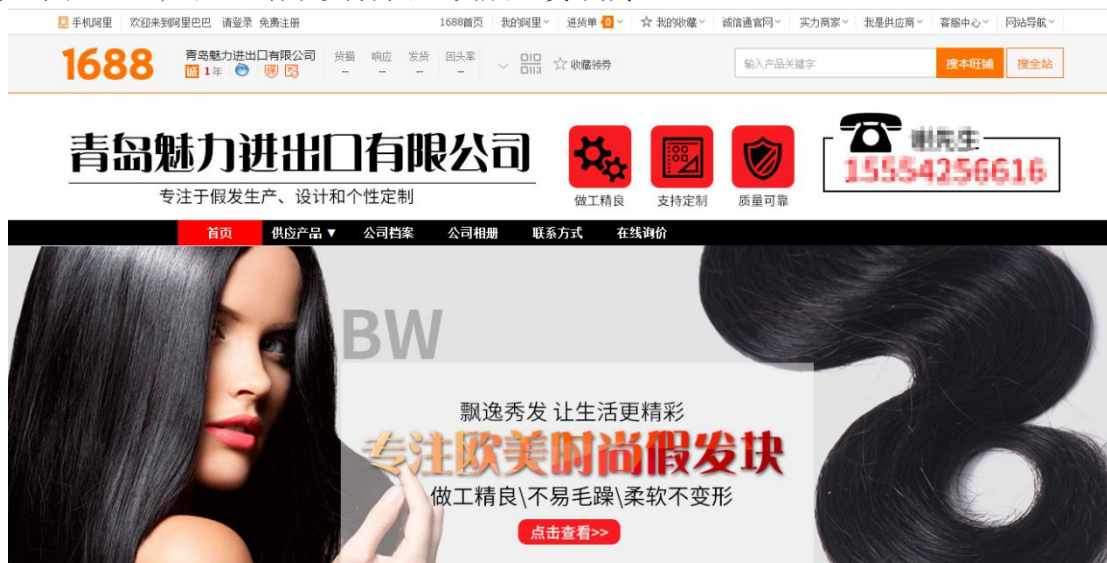 手机阿里 欢迎来到阿里巴巴 请登录 免费注册 1688首页 我的阿里 进货单 0 我的收藏 诚信通官网 实力商家 我是供应商 客服中心 网站导航
1688 青岛魅力进出口有限公司 货描 响应 发货 回头率 收藏领券 输入产品关键字 搜本旺铺 搜全站
1年 -- -- -- --
青岛魅力进出口有限公司
专注于假发生产、设计和个性定制
做工精良 支持定制 质量可靠
首页 供应产品▼ 公司档案 公司相册 联系方式 在线询价
BW
飘逸秀发 让生活更精彩
专注欧美时尚假发块
做工精良\不易毛躁\柔软不变形
点击查看>>